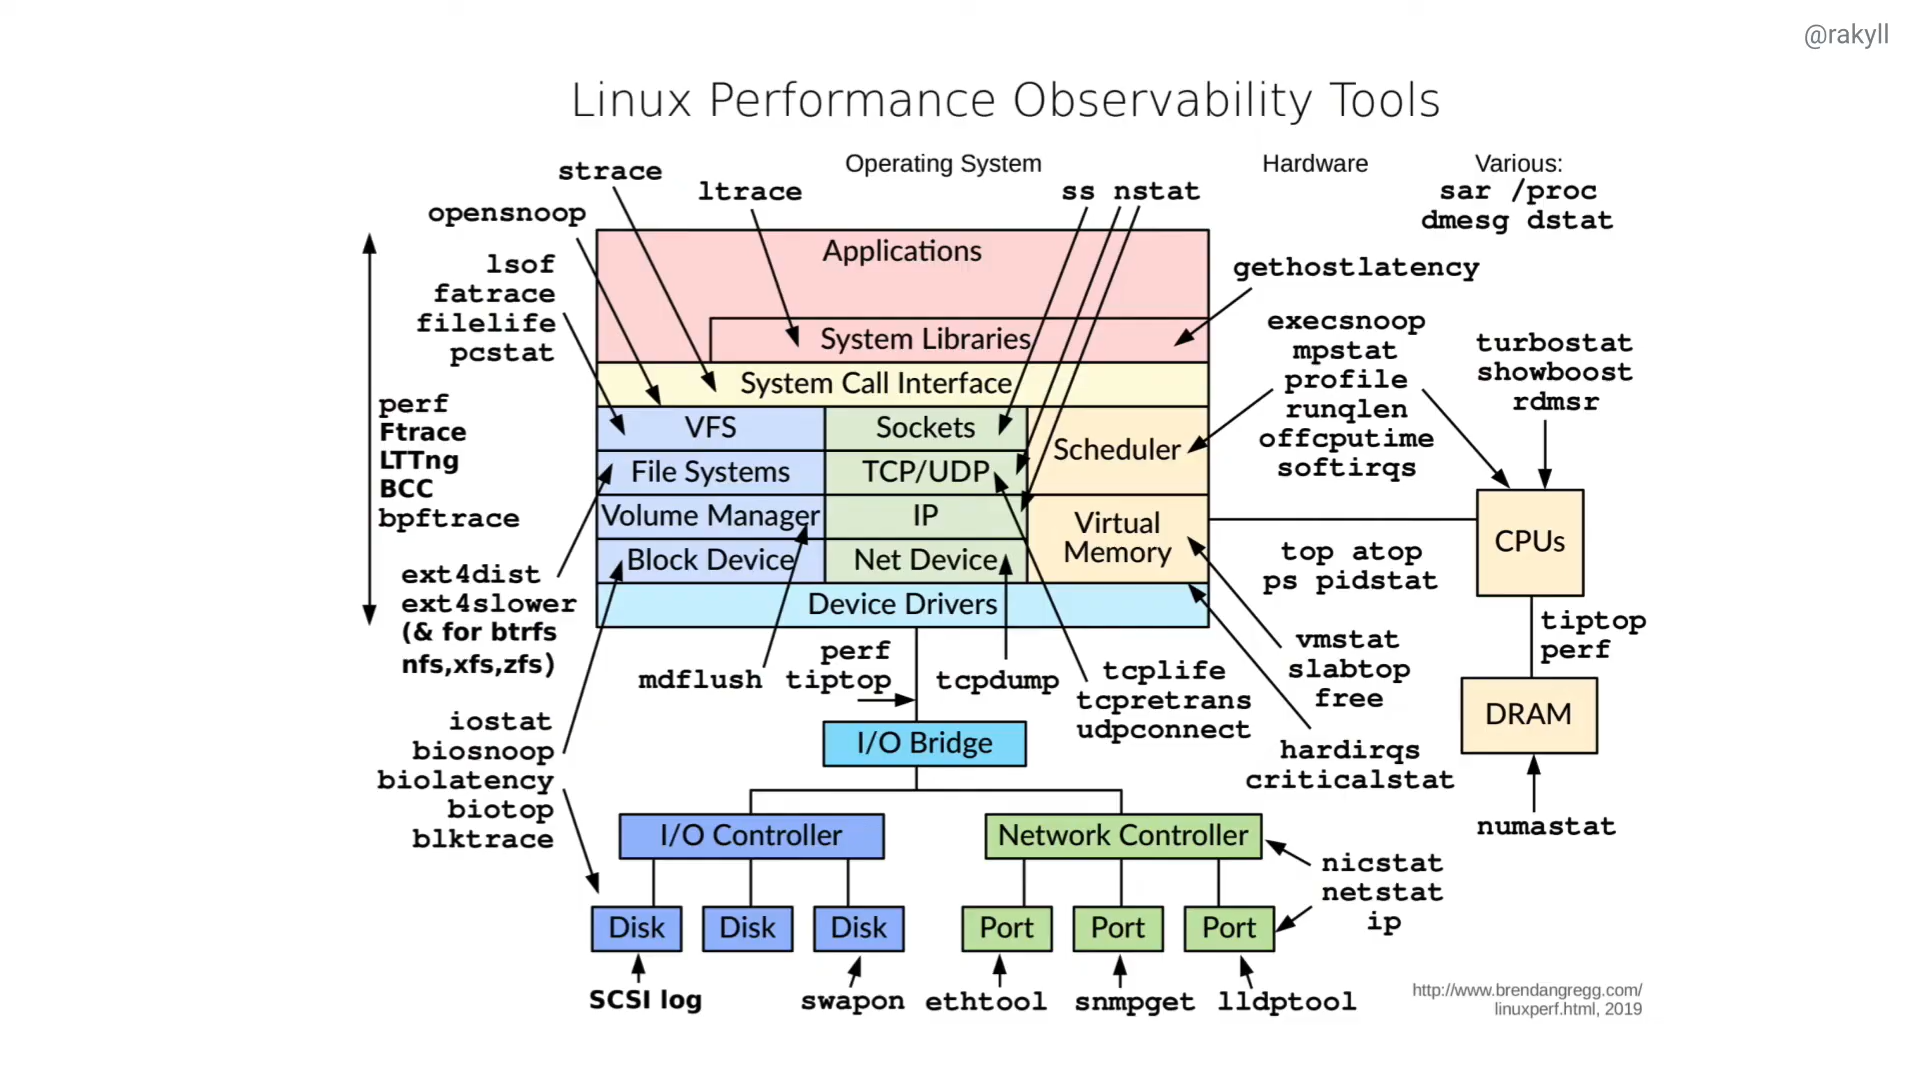 @rakyll
Linux Performance Observability Tools
Operating System
Hardware
Various:
sar /proc
dmesg dstat
strace
ltrace
ss nstat
opensnoop
lsof
fatrace
filelife
pcstat
perf
Ftrace
LTTng
BCC
bpftrace
ext4dist
ext4slower
(& for btrfs
nfs,xfs,zfs)
iostat
biosnoop
biolatency
biotop
blktrace
Applications
System Libraries
System Call Interface
VFS
Sockets
Scheduler
File Systems
TCP/UDP
Volume Manager
IP
Virtual
Memory
Block Device
Net Device
Device Drivers
gethostlatency
execsnoop
mpstat
profile
runqlen
offcputime
softirqs
turbostat
showboost
rdmsr
CPUs
top atop
ps pidstat
tiptop
perf
DRAM
numastat
vmstat
slabtop
free
hardirqs
criticalstat
mdflush
perf
tiptop
tcpdump
tcplife
tcpretrans
udpconnect
I/O Bridge
I/O Controller
Network Controller
nicstat
netstat
ip
Disk
Disk
Disk
Port
Port
Port
SCSI log
swapon
ethtool
snmpget
lldptool
http://www.brendangregg.com/
linuxperf.html, 2019